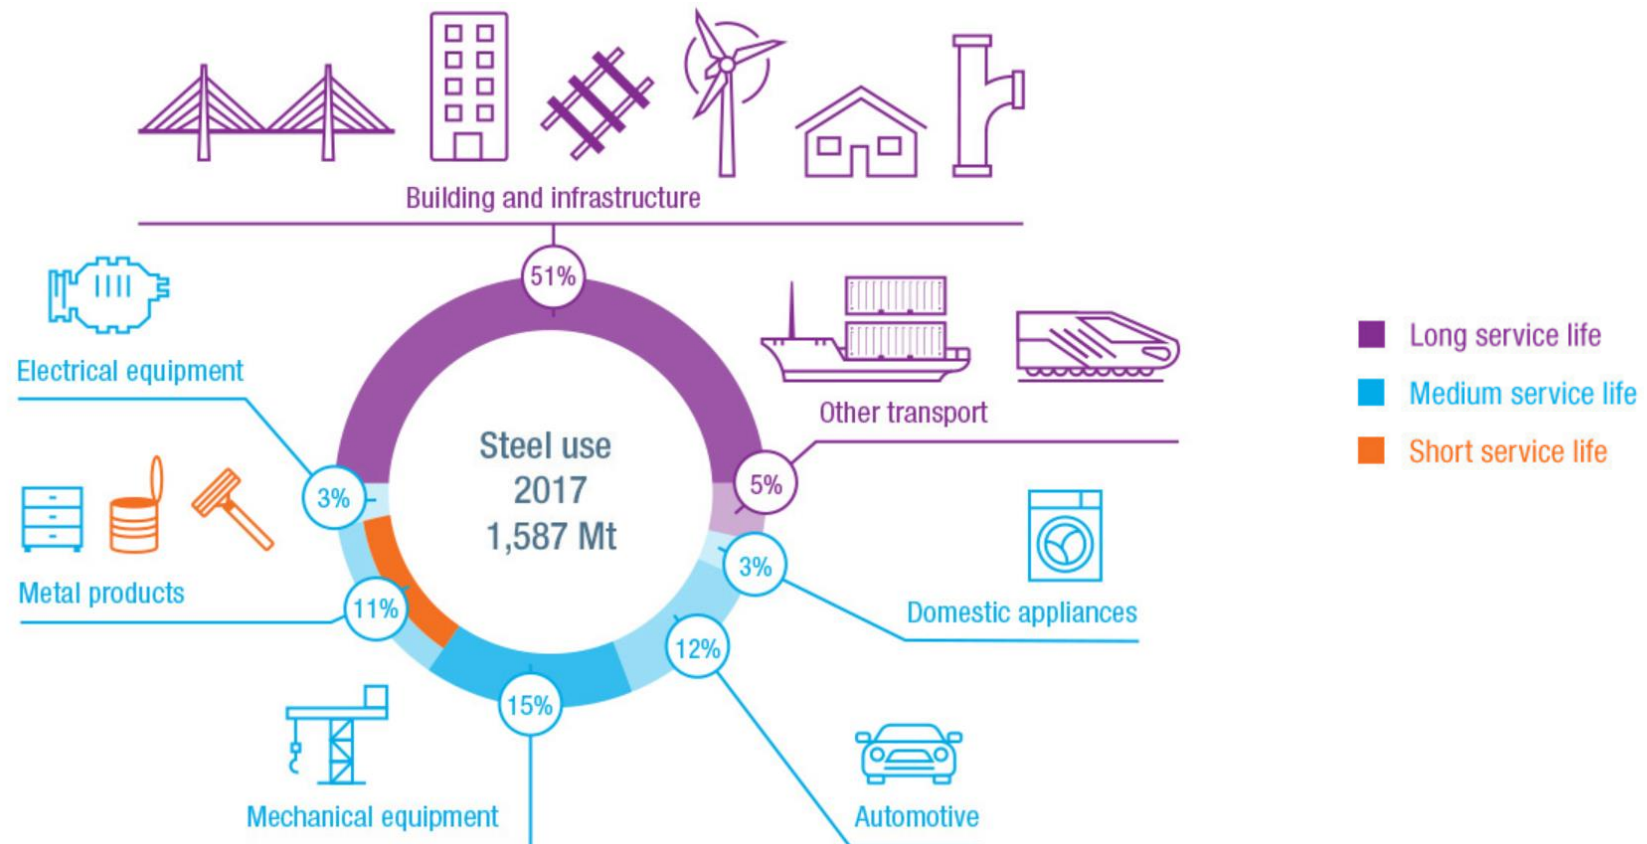 Building and infrastructure
51%
Electrical equipment
3%
Other transport
5%
Steel use
2017
1,587 Mt
Long service life
Medium service life
Short service life
Metal products
11%
3%
Domestic appliances
12%
15%
Mechanical equipment
Automotive